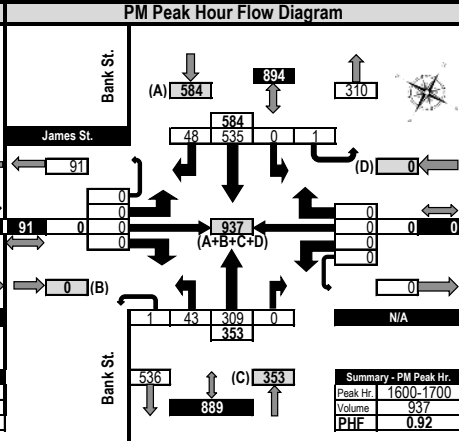 PM Peak Hour Flow Diagram
Bank St.
(A) 584
894
310
584
48 535 0 1
James St.
91
(D) 0
0
0
0
0
91 0
937
(A+B+C+D)
0
0
0
0
0 0
0 (B)
0
1 43 309 0
353
N/A
Bank St.
536
(C) 353
889
Summary - PM Peak Hr.
Peak Hr. 1600-1700
Volume 937
PHF 0.92